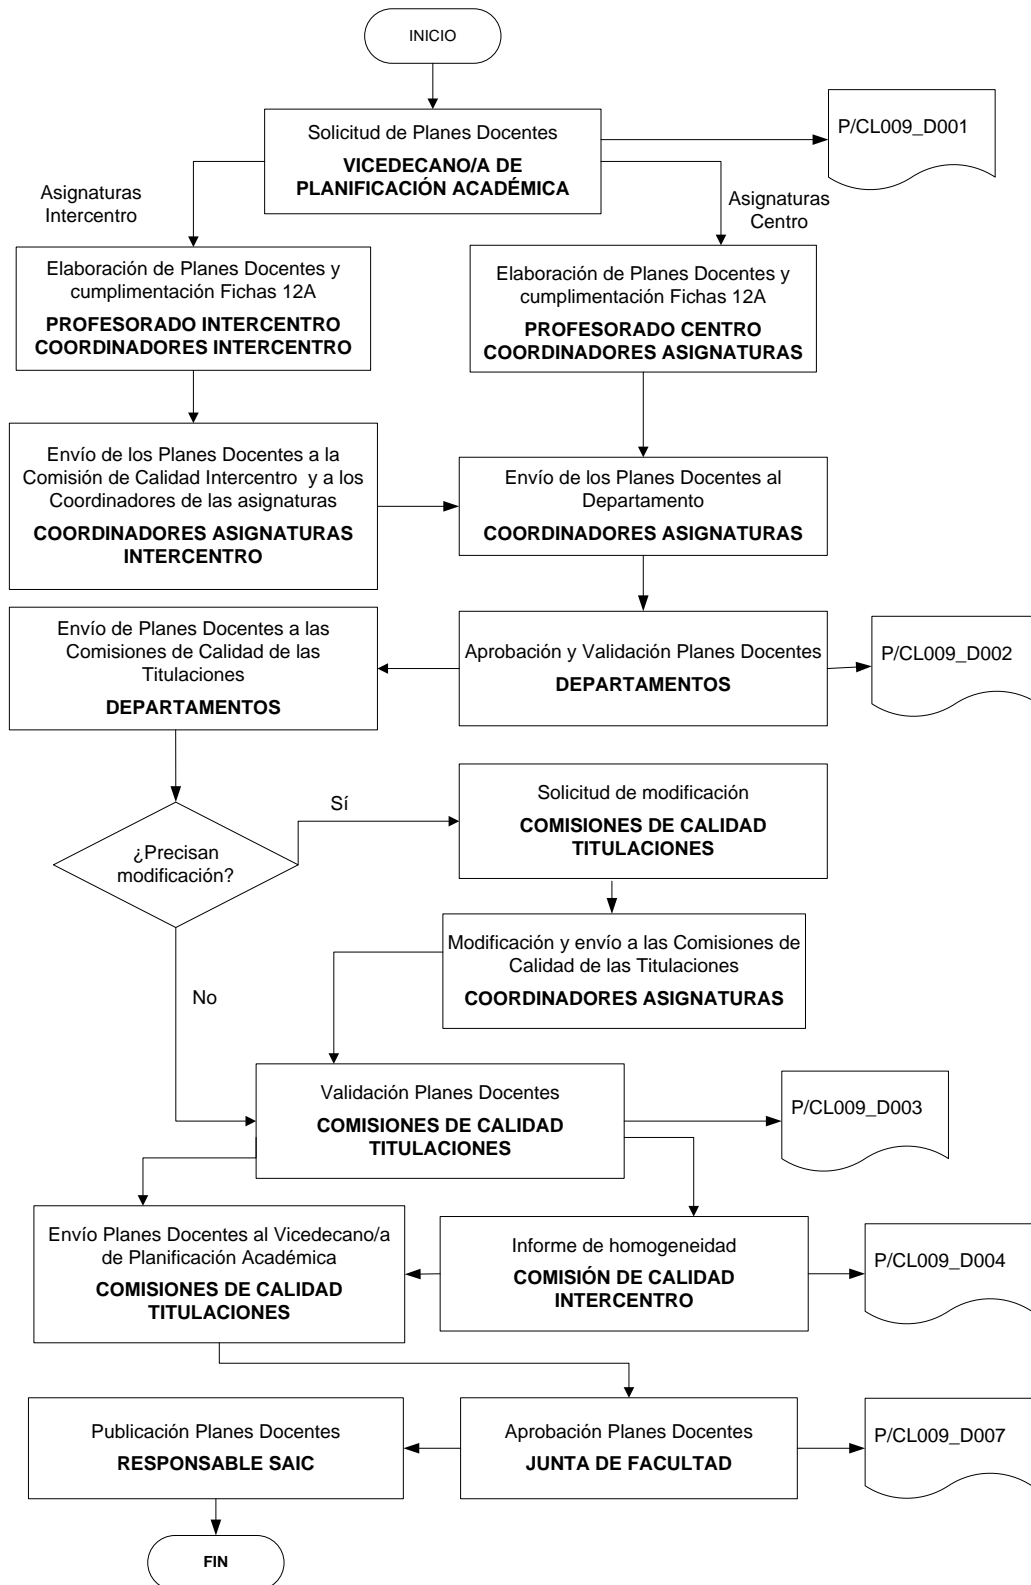 INICIO
Solicitud de Planes Docentes
VICEDECANO/A DE
PLANIFICACIÓN ACADÉMICA
P/CL009_D001
Asignaturas
Intercentro
Asignaturas
Centro
Elaboración de Planes Docentes y
cumplimentación Fichas 12A
PROFESORADO INTERCENTRO
COORDINADORES INTERCENTRO
Elaboración de Planes Docentes y
cumplimentación Fichas 12A
PROFESORADO CENTRO
COORDINADORES ASIGNATURAS
Envío de los Planes Docentes a la
Comisión de Calidad Intercentro y a los
Coordinadores de las asignaturas
COORDINADORES ASIGNATURAS
INTERCENTRO
Envío de los Planes Docentes al
Departamento
COORDINADORES ASIGNATURAS
Envío de Planes Docentes a las
Comisiones de Calidad de las
Titulaciones
DEPARTAMENTOS
Aprobación y Validación Planes Docentes
DEPARTAMENTOS
P/CL009_D002
¿Precisan
modificación?
Sí
Solicitud de modificación
COMISIONES DE CALIDAD
TITULACIONES
Modificación y envío a las Comisiones de
Calidad de las Titulaciones
COORDINADORES ASIGNATURAS
No
Validación Planes Docentes
COMISIONES DE CALIDAD
TITULACIONES
P/CL009_D003
Envío Planes Docentes al Vicedecano/a
de Planificación Académica
COMISIONES DE CALIDAD
TITULACIONES
Informe de homogeneidad
COMISIÓN DE CALIDAD
INTERCENTRO
P/CL009_D004
Publicación Planes Docentes
RESPONSABLE SAIC
Aprobación Planes Docentes
JUNTA DE FACULTAD
P/CL009_D007
FIN